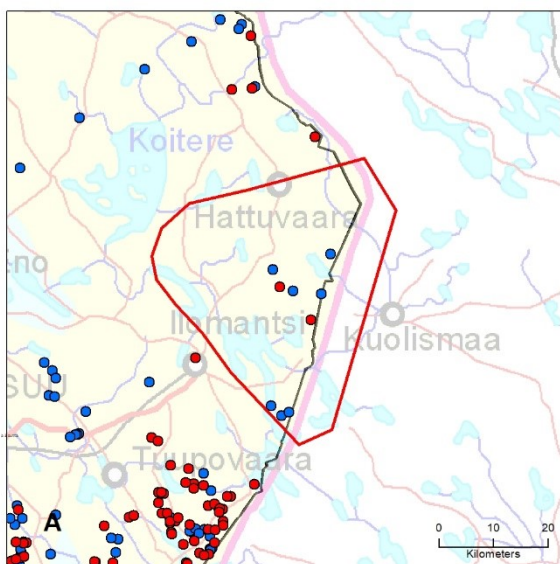 Koitere
Hattuvaara
eno
Ilomantsi
Kuolismaa
SUU
Tuupovaara
A
0 10 20
Kilometers